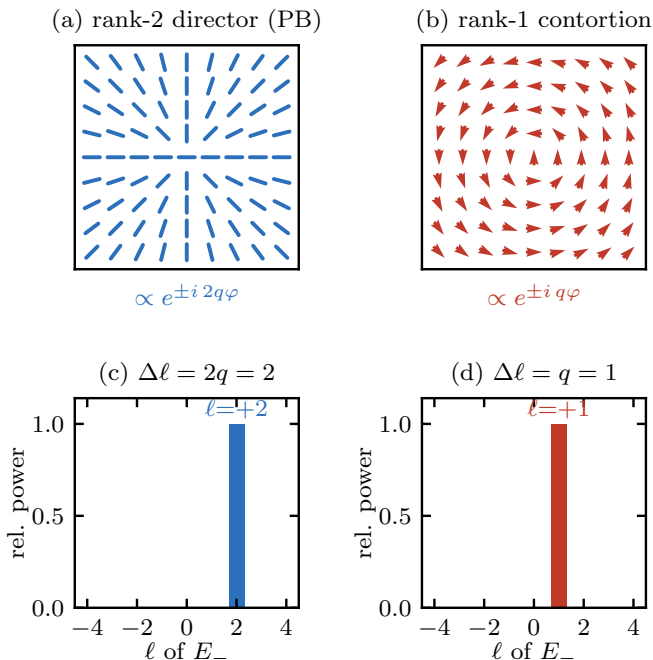 (a) rank-2 director (PB)
(b) rank-1 contortion
∝ e^{±i 2qφ}
∝ e^{±i qφ}
(c) Δℓ = 2q = 2
(d) Δℓ = q = 1
ℓ=+2
ℓ=+1
rel. power
1.0
0.5
0.0
−4 −2 0 2 4
ℓ of E_−
rel. power
1.0
0.5
0.0
−4 −2 0 2 4
ℓ of E_−